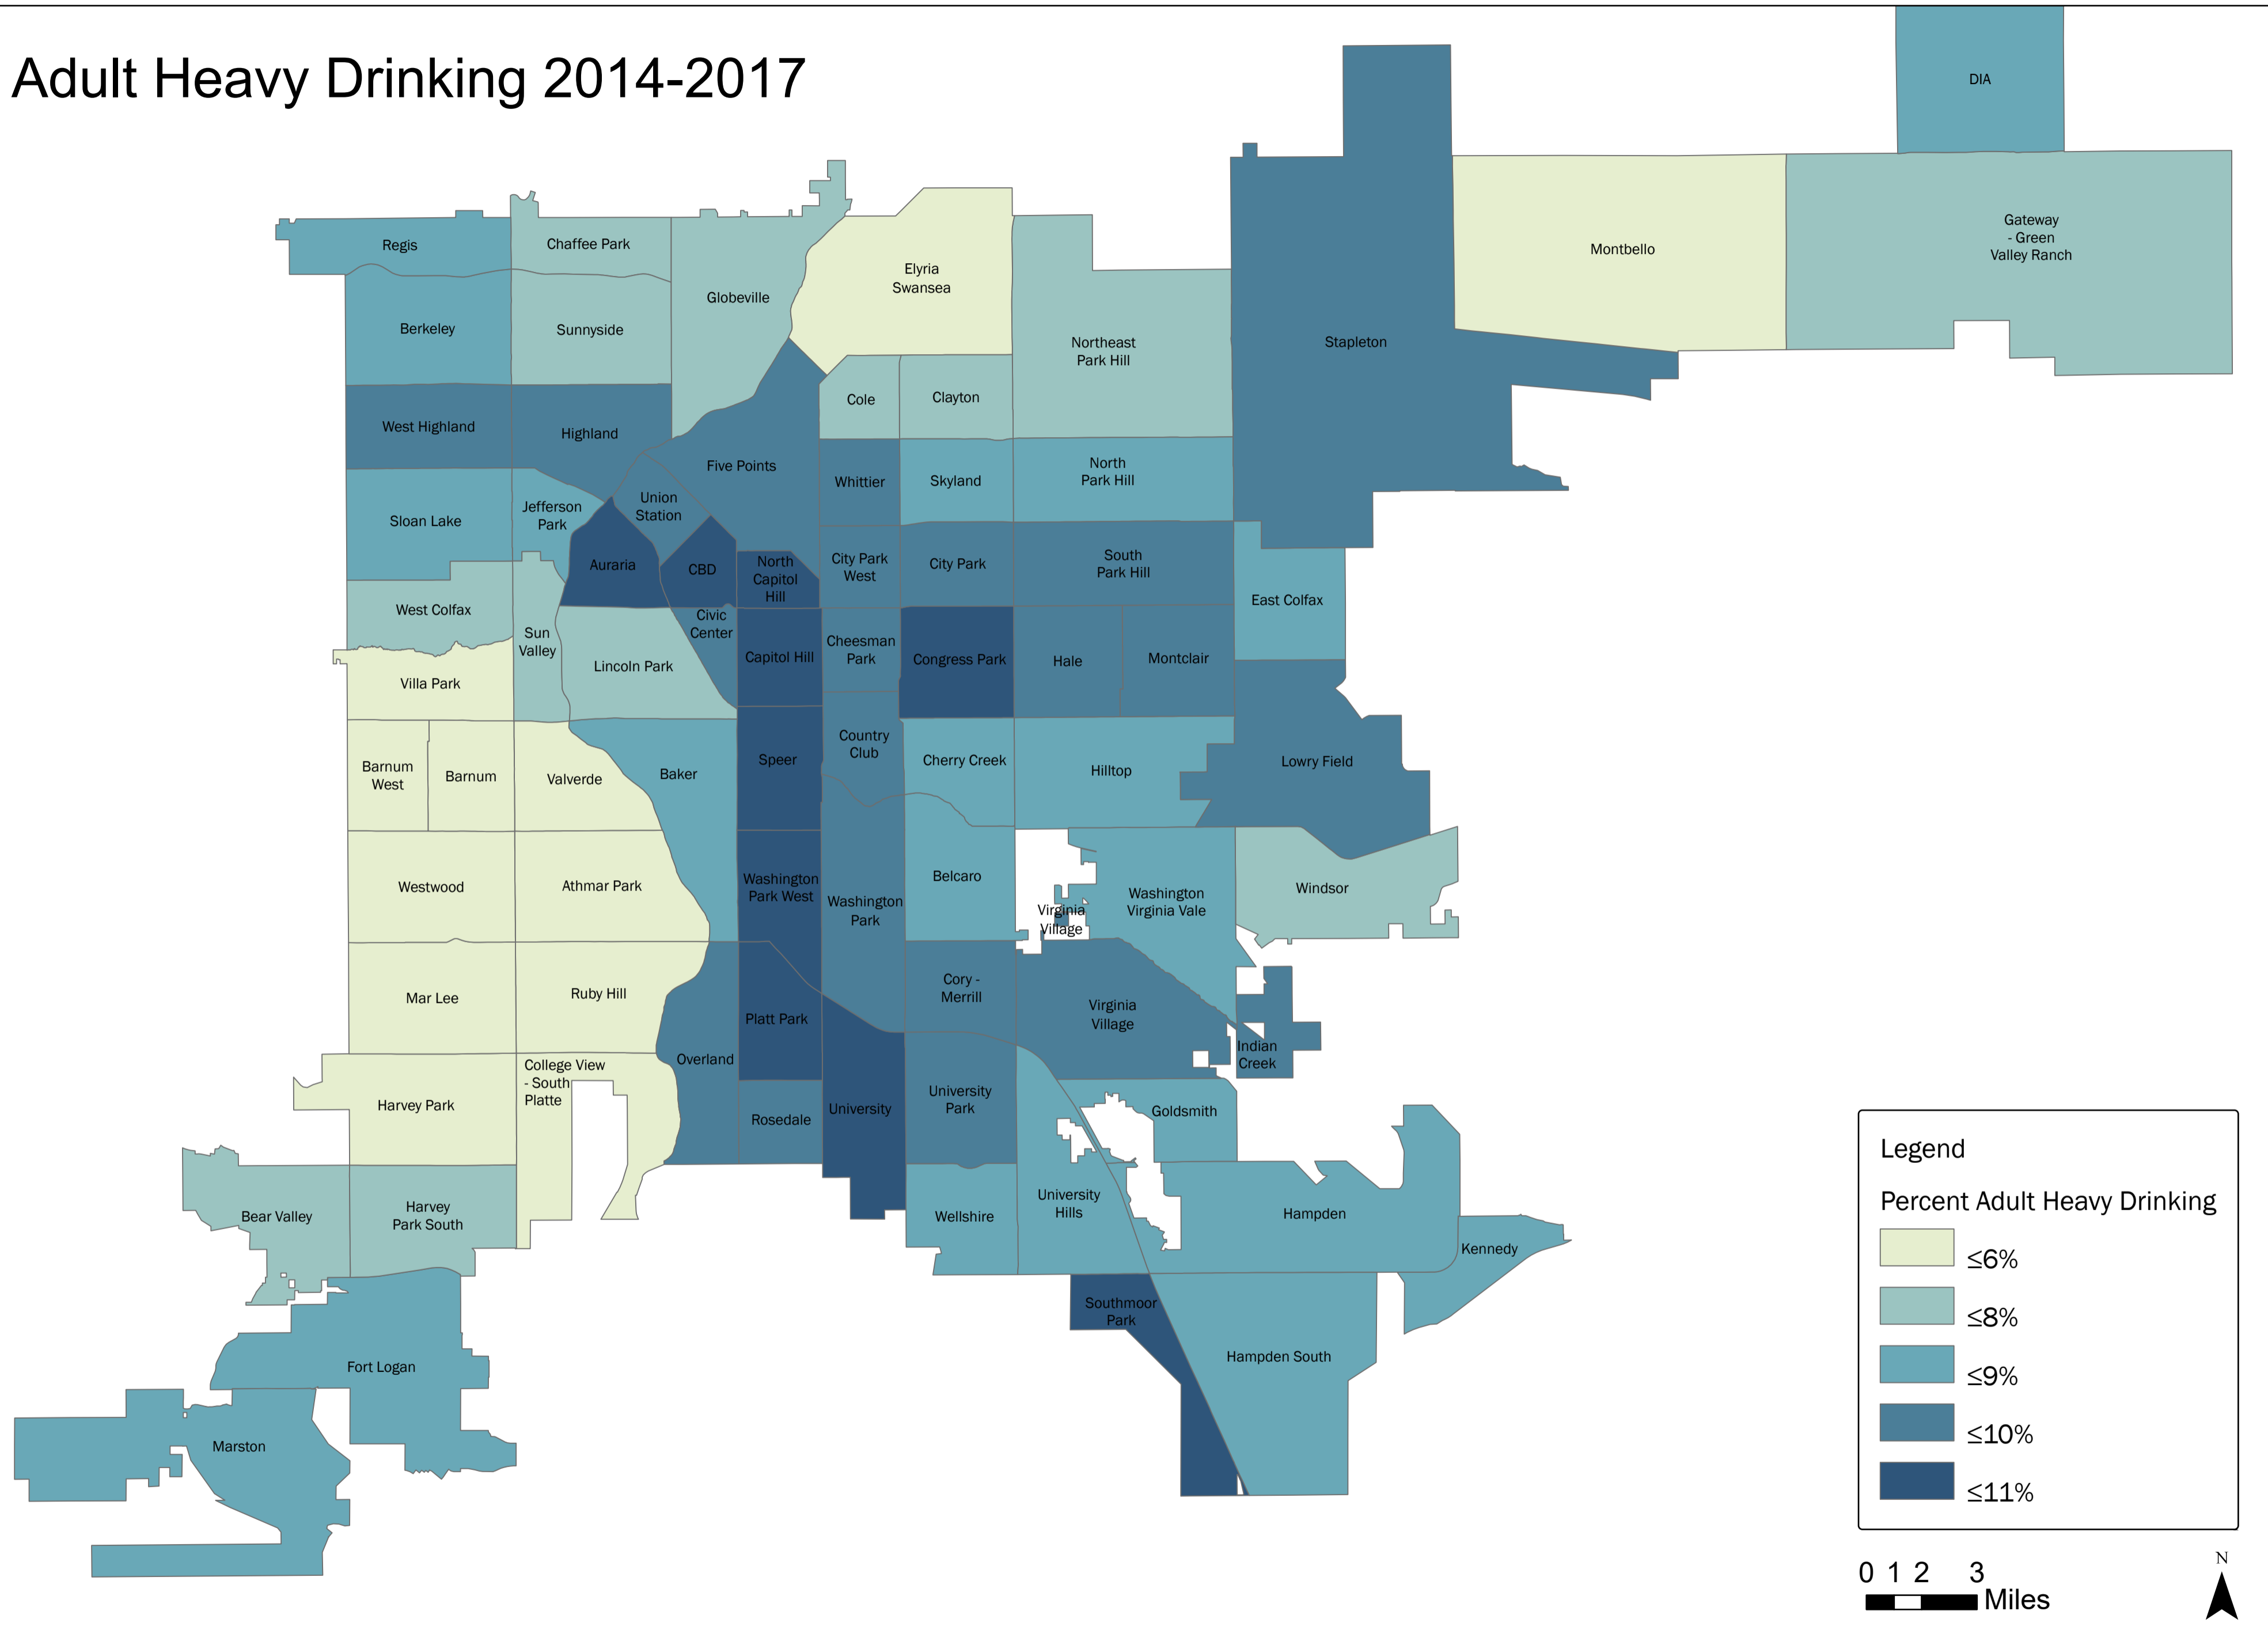 Adult Heavy Drinking 2014-2017
DIA
Regis
Chaffee Park
Globeville
Elyria
Swansea
Montbello
Gateway
- Green
Valley Ranch
Berkeley
Sunnyside
Northeast
Park Hill
Stapleton
Cole
Clayton
West Highland
Highland
Five Points
Whittier
Skyland
North
Park Hill
Union
Station
Sloan Lake
Jefferson
Park
Auraria
CBD
North
Capitol
Hill
City Park
West
City Park
South
Park Hill
East Colfax
West Colfax
Sun
Valley
Lincoln Park
Civic
Center
Capitol Hill
Cheesman
Park
Congress Park
Hale
Montclair
Villa Park
Barnum
West
Barnum
Valverde
Baker
Speer
Country
Club
Cherry Creek
Hilltop
Lowry Field
Westwood
Athmar Park
Washington
Park West
Washington
Park
Belcaro
Virginia
Village
Washington
Virginia Vale
Windsor
Mar Lee
Ruby Hill
Platt Park
Cory -
Merrill
Virginia
Village
Indian
Creek
College View
- South
Platte
Overland
Harvey Park
Rosedale
University
University
Park
Goldsmith
Bear Valley
Harvey
Park South
Wellshire
University
Hills
Hampden
Kennedy
Southmoor
Park
Hampden South
Fort Logan
Marston
Legend
Percent Adult Heavy Drinking
≤6%
≤8%
≤9%
≤10%
≤11%
0 1 2 3
Miles
N